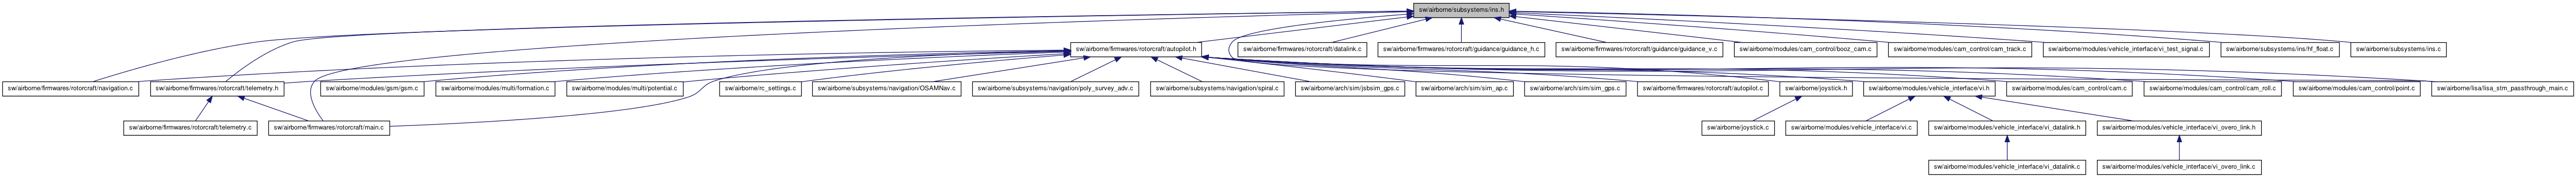 sw/airborne/subsystems/ins.h
sw/airborne/firmwares/rotorcraft/autopilot.h
sw/airborne/firmwares/rotorcraft/datalink.c
sw/airborne/firmwares/rotorcraft/guidance/guidance_h.c
sw/airborne/firmwares/rotorcraft/guidance/guidance_v.c
sw/airborne/modules/cam_control/booz_cam.c
sw/airborne/modules/cam_control/cam_track.c
sw/airborne/modules/vehicle_interface/vi_test_signal.c
sw/airborne/subsystems/ins/hf_float.c
sw/airborne/subsystems/ins.c
sw/airborne/firmwares/rotorcraft/navigation.c
sw/airborne/firmwares/rotorcraft/telemetry.h
sw/airborne/modules/gsm/gsm.c
sw/airborne/modules/multi/formation.c
sw/airborne/modules/multi/potential.c
sw/airborne/rc_settings.c
sw/airborne/subsystems/navigation/OSAMNav.c
sw/airborne/subsystems/navigation/poly_survey_adv.c
sw/airborne/subsystems/navigation/spiral.c
sw/airborne/arch/sim/jsbsim_gps.c
sw/airborne/arch/sim/sim_ap.c
sw/airborne/arch/sim/sim_gps.c
sw/airborne/firmwares/rotorcraft/autopilot.c
sw/airborne/joystick.h
sw/airborne/modules/vehicle_interface/vi.h
sw/airborne/modules/cam_control/cam.c
sw/airborne/modules/cam_control/cam_roll.c
sw/airborne/modules/cam_control/point.c
sw/airborne/lisa/lisa_stm_passthrough_main.c
sw/airborne/firmwares/rotorcraft/telemetry.c
sw/airborne/firmwares/rotorcraft/main.c
sw/airborne/joystick.c
sw/airborne/modules/vehicle_interface/vi.c
sw/airborne/modules/vehicle_interface/vi_datalink.h
sw/airborne/modules/vehicle_interface/vi_overo_link.h
sw/airborne/modules/vehicle_interface/vi_datalink.c
sw/airborne/modules/vehicle_interface/vi_overo_link.c